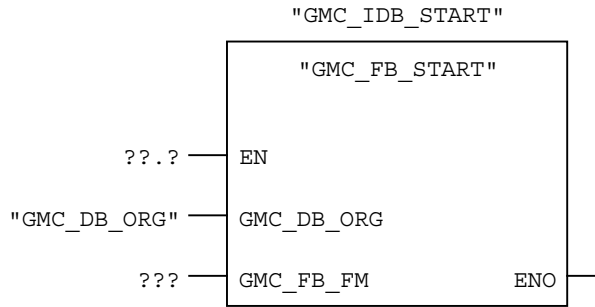 "GMC_IDB_START"
"GMC_FB_START"
??.? EN
"GMC_DB_ORG" GMC_DB_ORG
??? GMC_FB_FM ENO